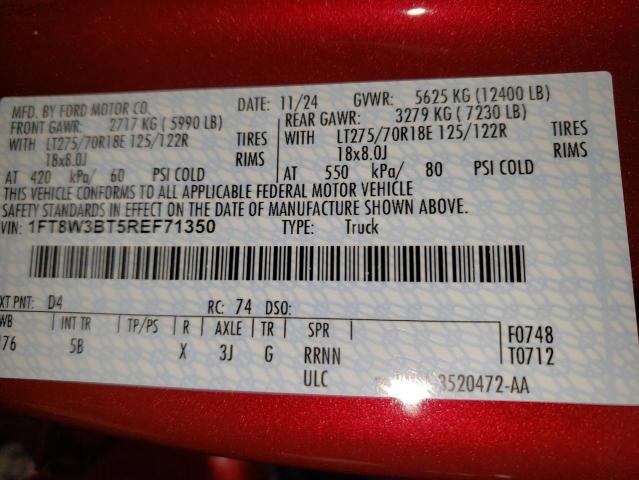 MFD. BY FORD MOTOR CO. DATE: 11/24 GVWR: 5625 KG (12400 LB)
FRONT GAWR: 2717 KG ( 5990 LB) REAR GAWR: 3279 KG ( 7230 LB)
WITH LT275/70R18E 125/122R TIRES WITH LT275/70R18E 125/122R TIRES
18x8.0J RIMS 18x8.0J RIMS
AT 420 kPa/ 60 PSI COLD AT 550 kPa/ 80 PSI COLD
THIS VEHICLE CONFORMS TO ALL APPLICABLE FEDERAL MOTOR VEHICLE
SAFETY STANDARDS IN EFFECT ON THE DATE OF MANUFACTURE SHOWN ABOVE.
VIN: 1FT8W3BT5REF71350 TYPE: Truck
XT PNT: D4 RC: 74 DSO:
WB INT TR TP/PS R AXLE TR SPR F0748
176 5B X 3J G RRNN T0712
ULC 3520472-AA